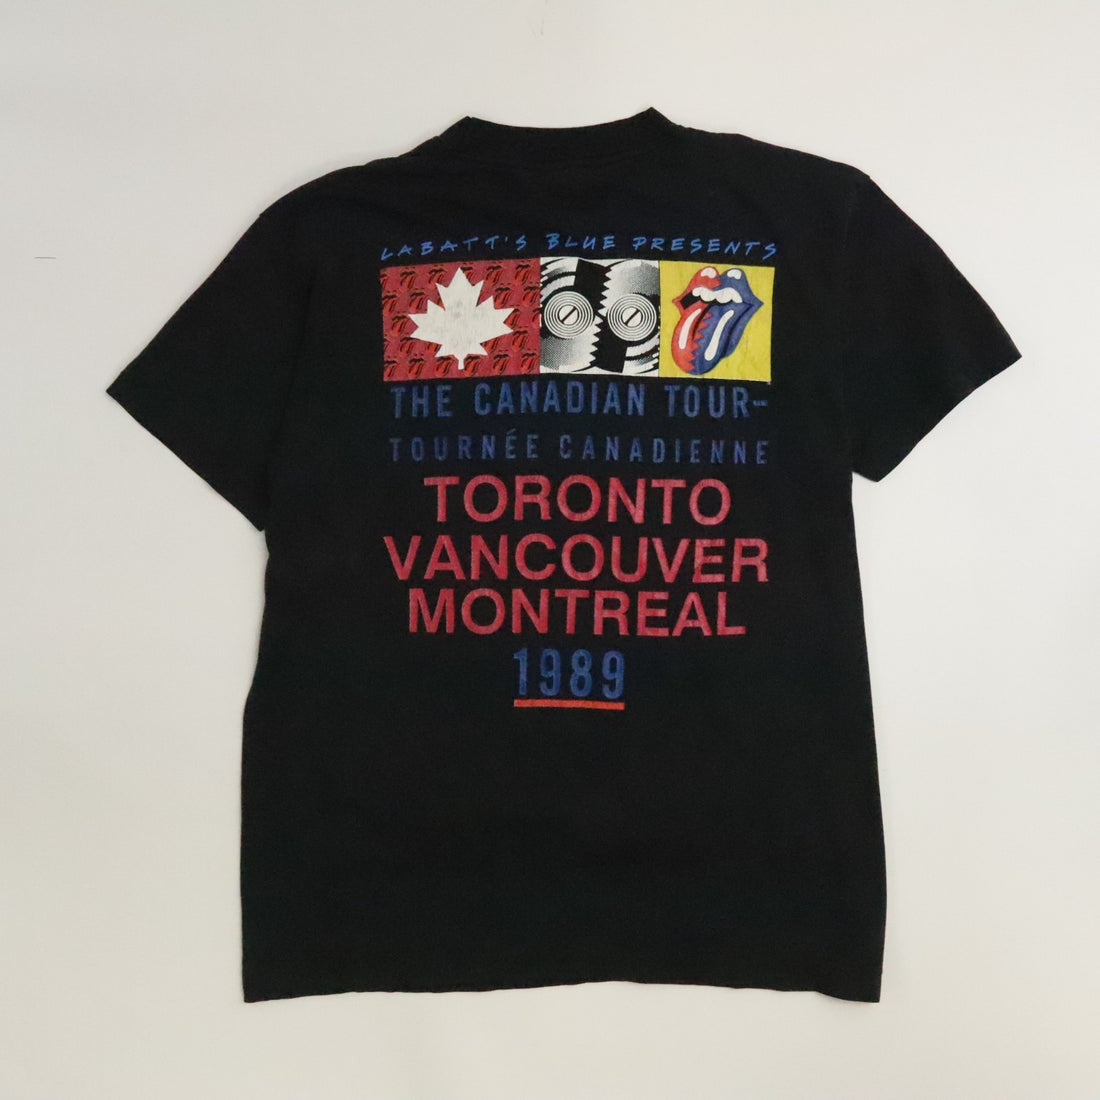 LABATT'S BLUE PRESENTS
THE CANADIAN TOUR-
TOURNÉE CANADIENNE
TORONTO
VANCOUVER
MONTREAL
1989